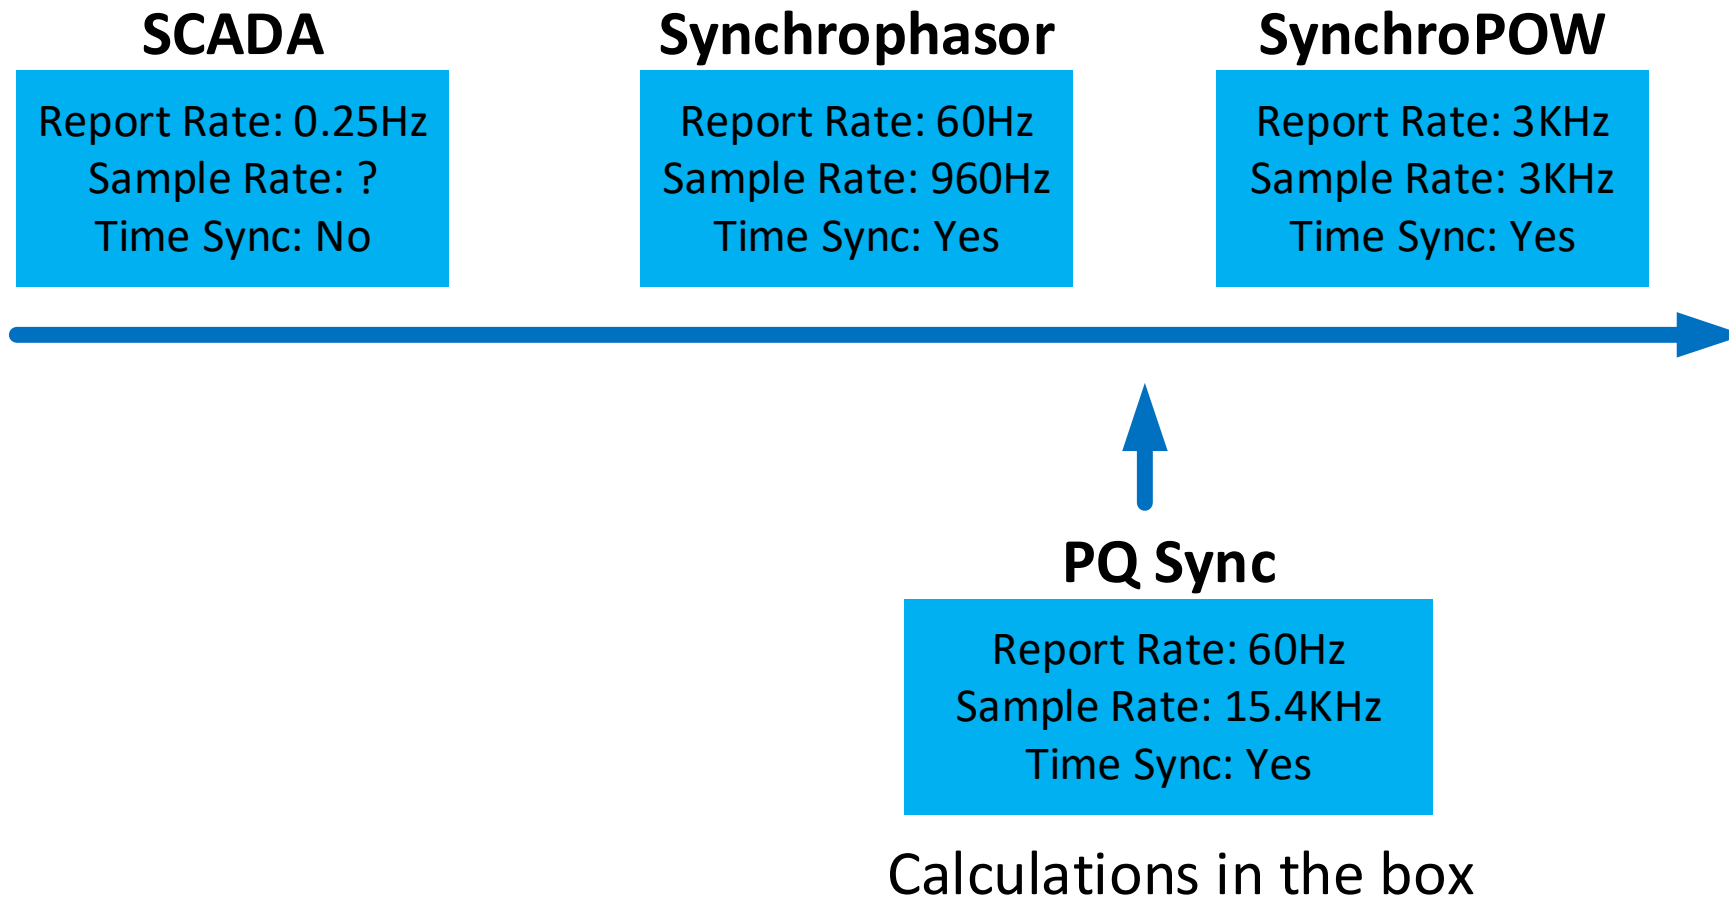 SCADA
Report Rate: 0.25Hz
Sample Rate: ?
Time Sync: No
Synchrophasor
Report Rate: 60Hz
Sample Rate: 960Hz
Time Sync: Yes
SynchroPOW
Report Rate: 3KHz
Sample Rate: 3KHz
Time Sync: Yes
PQ Sync
Report Rate: 60Hz
Sample Rate: 15.4KHz
Time Sync: Yes
Calculations in the box